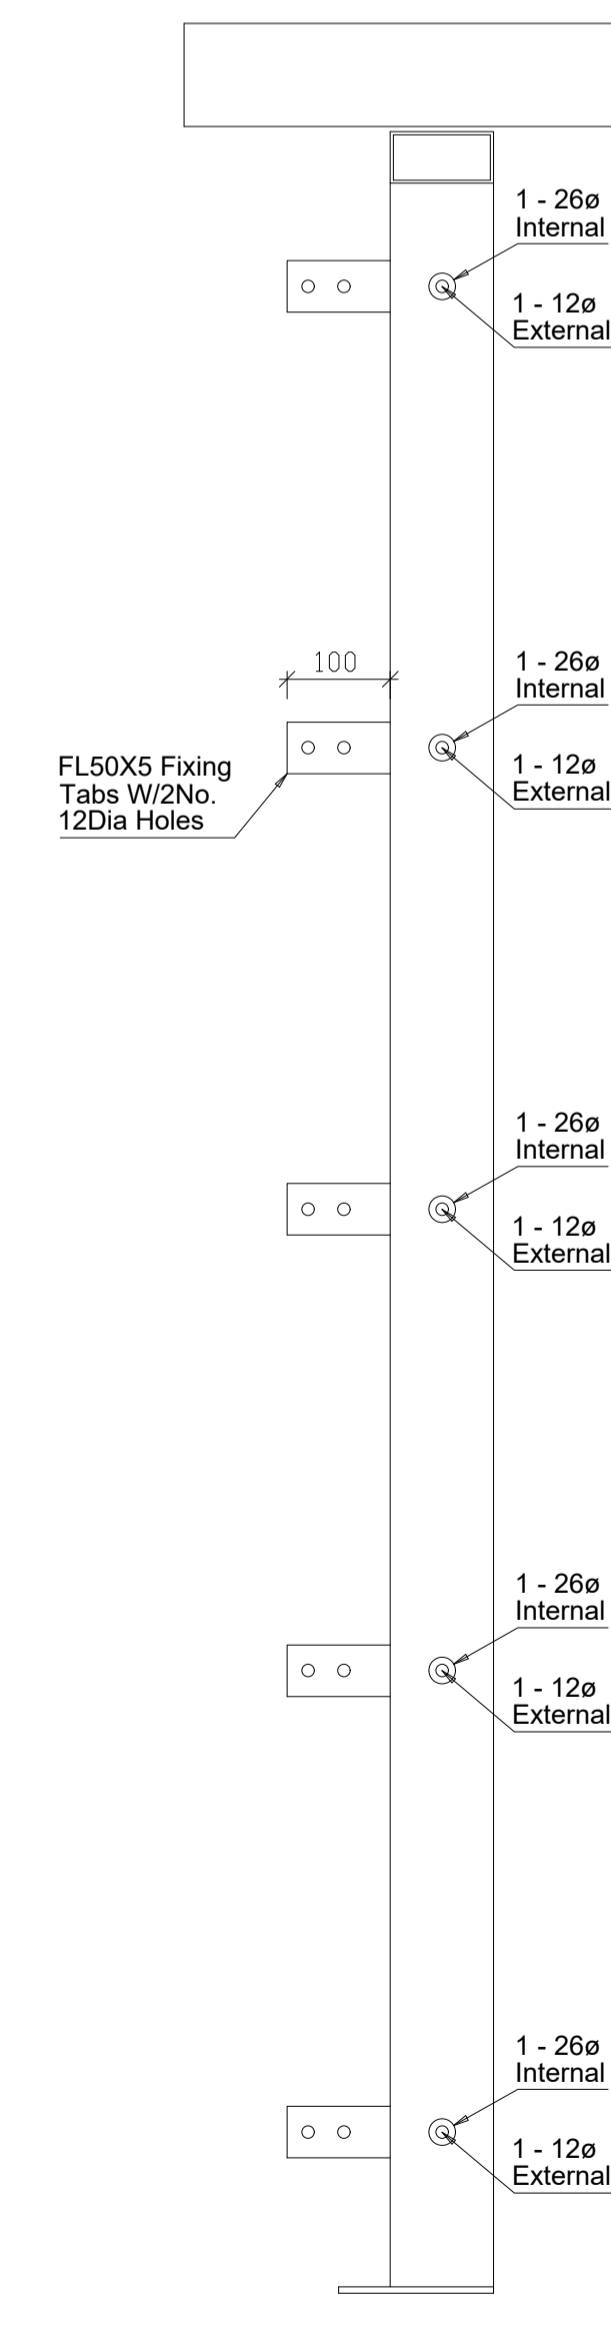 1 - 26ø
Internal
1 - 12ø
External
100
1 - 26ø
Internal
FL50X5 Fixing
Tabs W/2No.
12Dia Holes
1 - 12ø
External
1 - 26ø
Internal
1 - 12ø
External
1 - 26ø
Internal
1 - 12ø
External
1 - 26ø
Internal
1 - 12ø
External